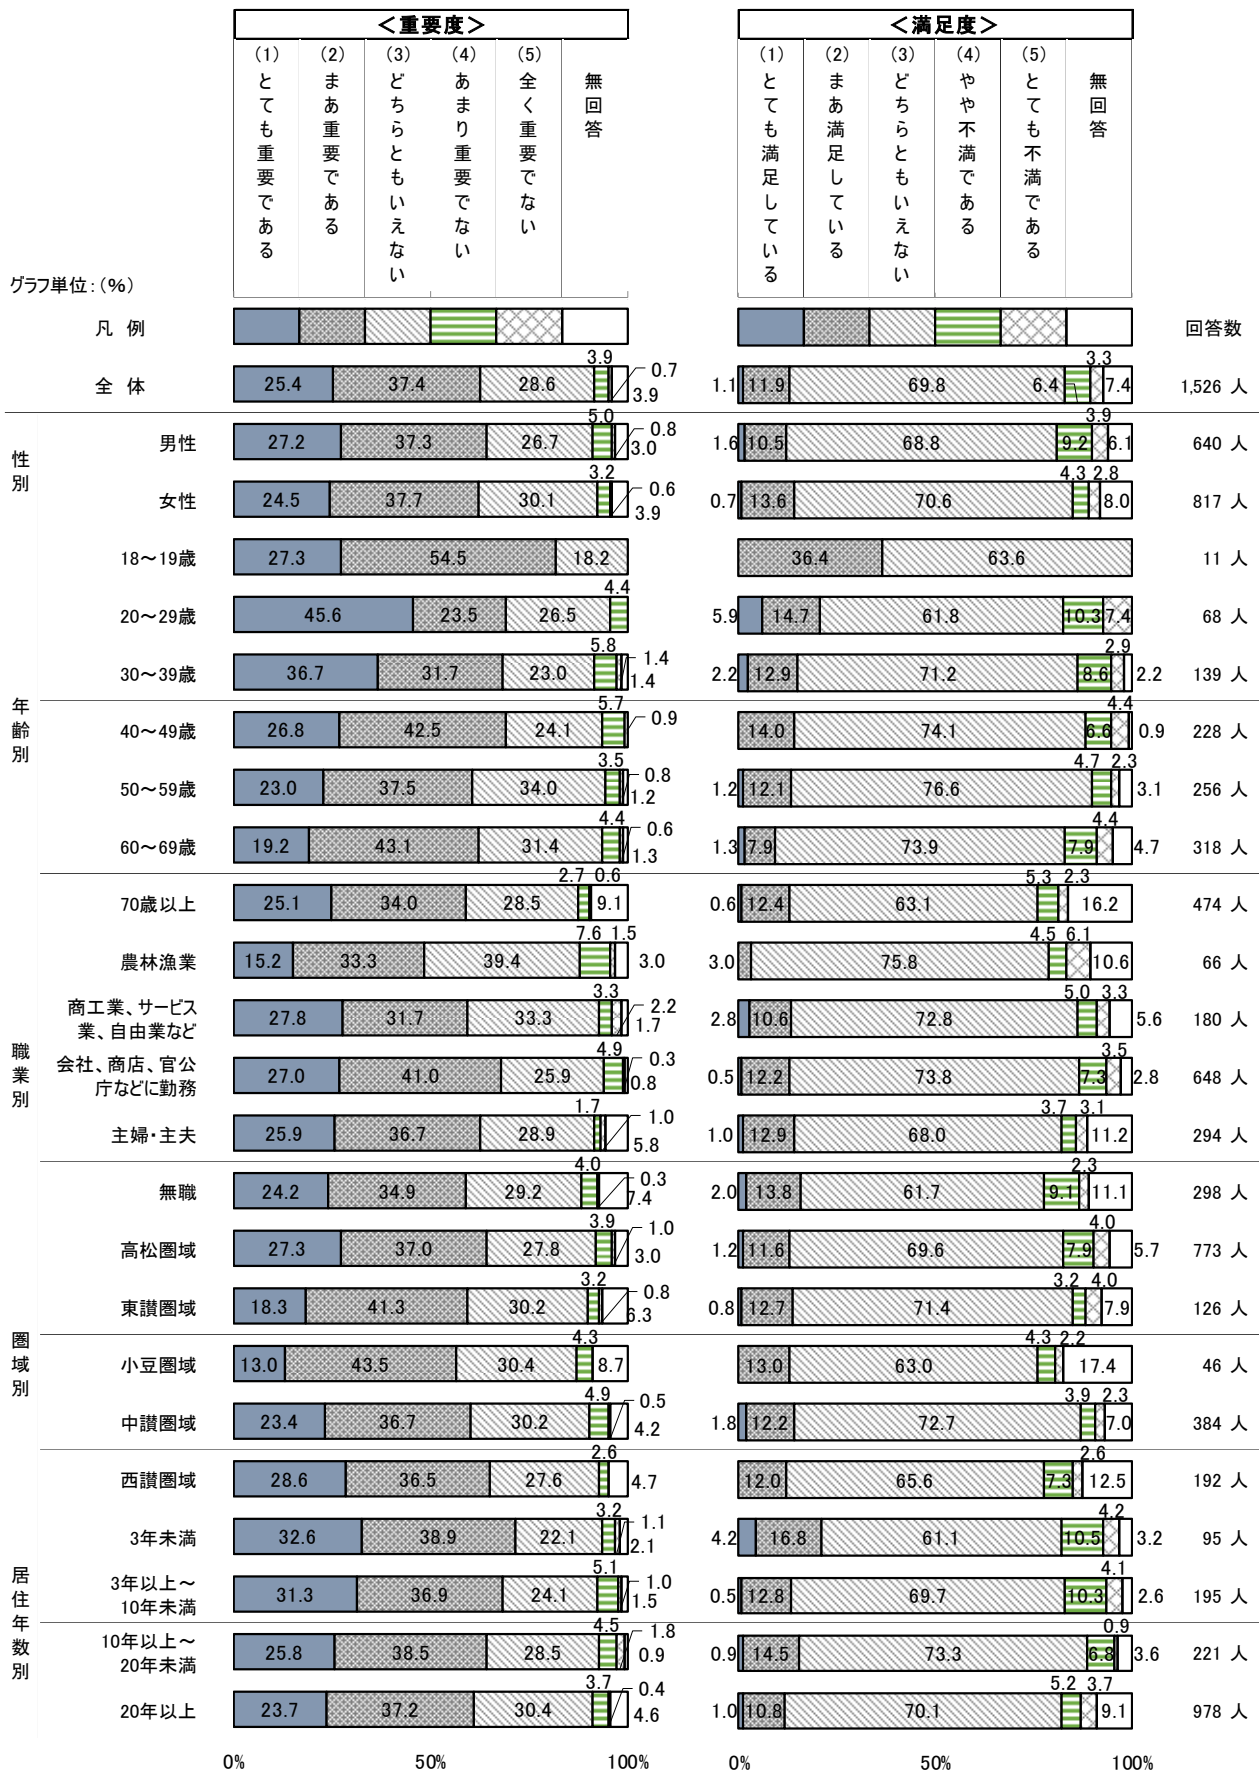 ＜重要度＞ ＜満足度＞
(1) とても重要である
(2) まあ重要である
(3) どちらともいえない
(4) あまり重要でない
(5) 全く重要でない
無回答
(1) とても満足している
(2) まあ満足している
(3) どちらともいえない
(4) やや不満である
(5) とても不満である
無回答
グラフ単位：（%）
凡 例 回答数
全 体 25.4 37.4 28.6 3.9 0.7 3.9 1.1 11.9 69.8 6.4 3.3 7.4 1,526 人
性別
男性 27.2 37.3 26.7 5.0 0.8 3.0 1.6 10.5 68.8 9.2 3.9 6.1 640 人
女性 24.5 37.7 30.1 3.2 0.6 3.9 0.7 13.6 70.6 4.3 2.8 8.0 817 人
年齢別
18～19歳 27.3 54.5 18.2 36.4 63.6 11 人
20～29歳 45.6 23.5 26.5 4.4 5.9 14.7 61.8 10.3 7.4 68 人
30～39歳 36.7 31.7 23.0 5.8 1.4 1.4 2.2 12.9 71.2 8.6 2.9 2.2 139 人
40～49歳 26.8 42.5 24.1 5.7 0.9 14.0 74.1 6.6 4.4 0.9 228 人
50～59歳 23.0 37.5 34.0 3.5 0.8 1.2 1.2 12.1 76.6 4.7 2.3 3.1 256 人
60～69歳 19.2 43.1 31.4 4.4 0.6 1.3 1.3 7.9 73.9 7.9 4.4 4.7 318 人
70歳以上 25.1 34.0 28.5 2.7 0.6 9.1 0.6 12.4 63.1 5.3 2.3 16.2 474 人
職業別
農林漁業 15.2 33.3 39.4 7.6 1.5 3.0 3.0 75.8 4.5 6.1 10.6 66 人
商工業、サービス
業、自由業など 27.8 31.7 33.3 3.3 2.2 1.7 2.8 10.6 72.8 5.0 3.3 5.6 180 人
会社、商店、官公
庁などに勤務 27.0 41.0 25.9 4.9 0.3 0.8 0.5 12.2 73.8 7.3 3.5 2.8 648 人
主婦・主夫 25.9 36.7 28.9 1.7 1.0 5.8 1.0 12.9 68.0 3.7 3.1 11.2 294 人
無職 24.2 34.9 29.2 4.0 0.3 7.4 2.0 13.8 61.7 9.1 2.3 11.1 298 人
圏域別
高松圏域 27.3 37.0 27.8 3.9 1.0 3.0 1.2 11.6 69.6 7.9 4.0 5.7 773 人
東讃圏域 18.3 41.3 30.2 3.2 0.8 6.3 0.8 12.7 71.4 3.2 4.0 7.9 126 人
小豆圏域 13.0 43.5 30.4 4.3 8.7 13.0 63.0 4.3 2.2 17.4 46 人
中讃圏域 23.4 36.7 30.2 4.9 0.5 4.2 1.8 12.2 72.7 3.9 2.3 7.0 384 人
西讃圏域 28.6 36.5 27.6 2.6 4.7 12.0 65.6 7.3 2.6 12.5 192 人
居住年数別
3年未満 32.6 38.9 22.1 3.2 1.1 2.1 4.2 16.8 61.1 10.5 4.2 3.2 95 人
3年以上～
10年未満 31.3 36.9 24.1 5.1 1.0 1.5 0.5 12.8 69.7 10.3 4.1 2.6 195 人
10年以上～
20年未満 25.8 38.5 28.5 4.5 1.8 0.9 0.9 14.5 73.3 6.8 0.9 3.6 221 人
20年以上 23.7 37.2 30.4 3.7 0.4 4.6 1.0 10.8 70.1 5.2 3.7 9.1 978 人
0% 50% 100% 0% 50% 100%